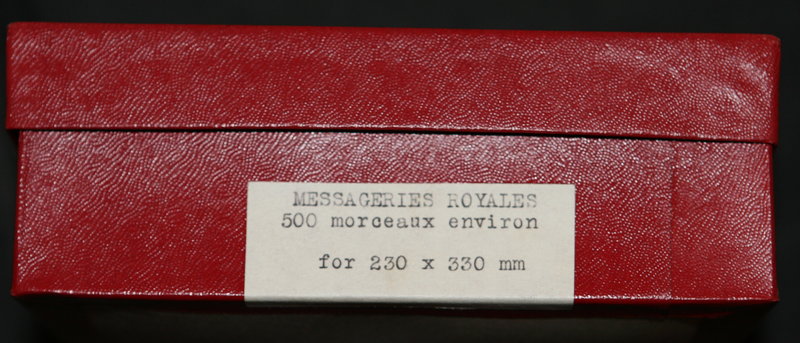 MESSAGERIES ROYALES
500 morceaux environ
for 230 x 330 mm